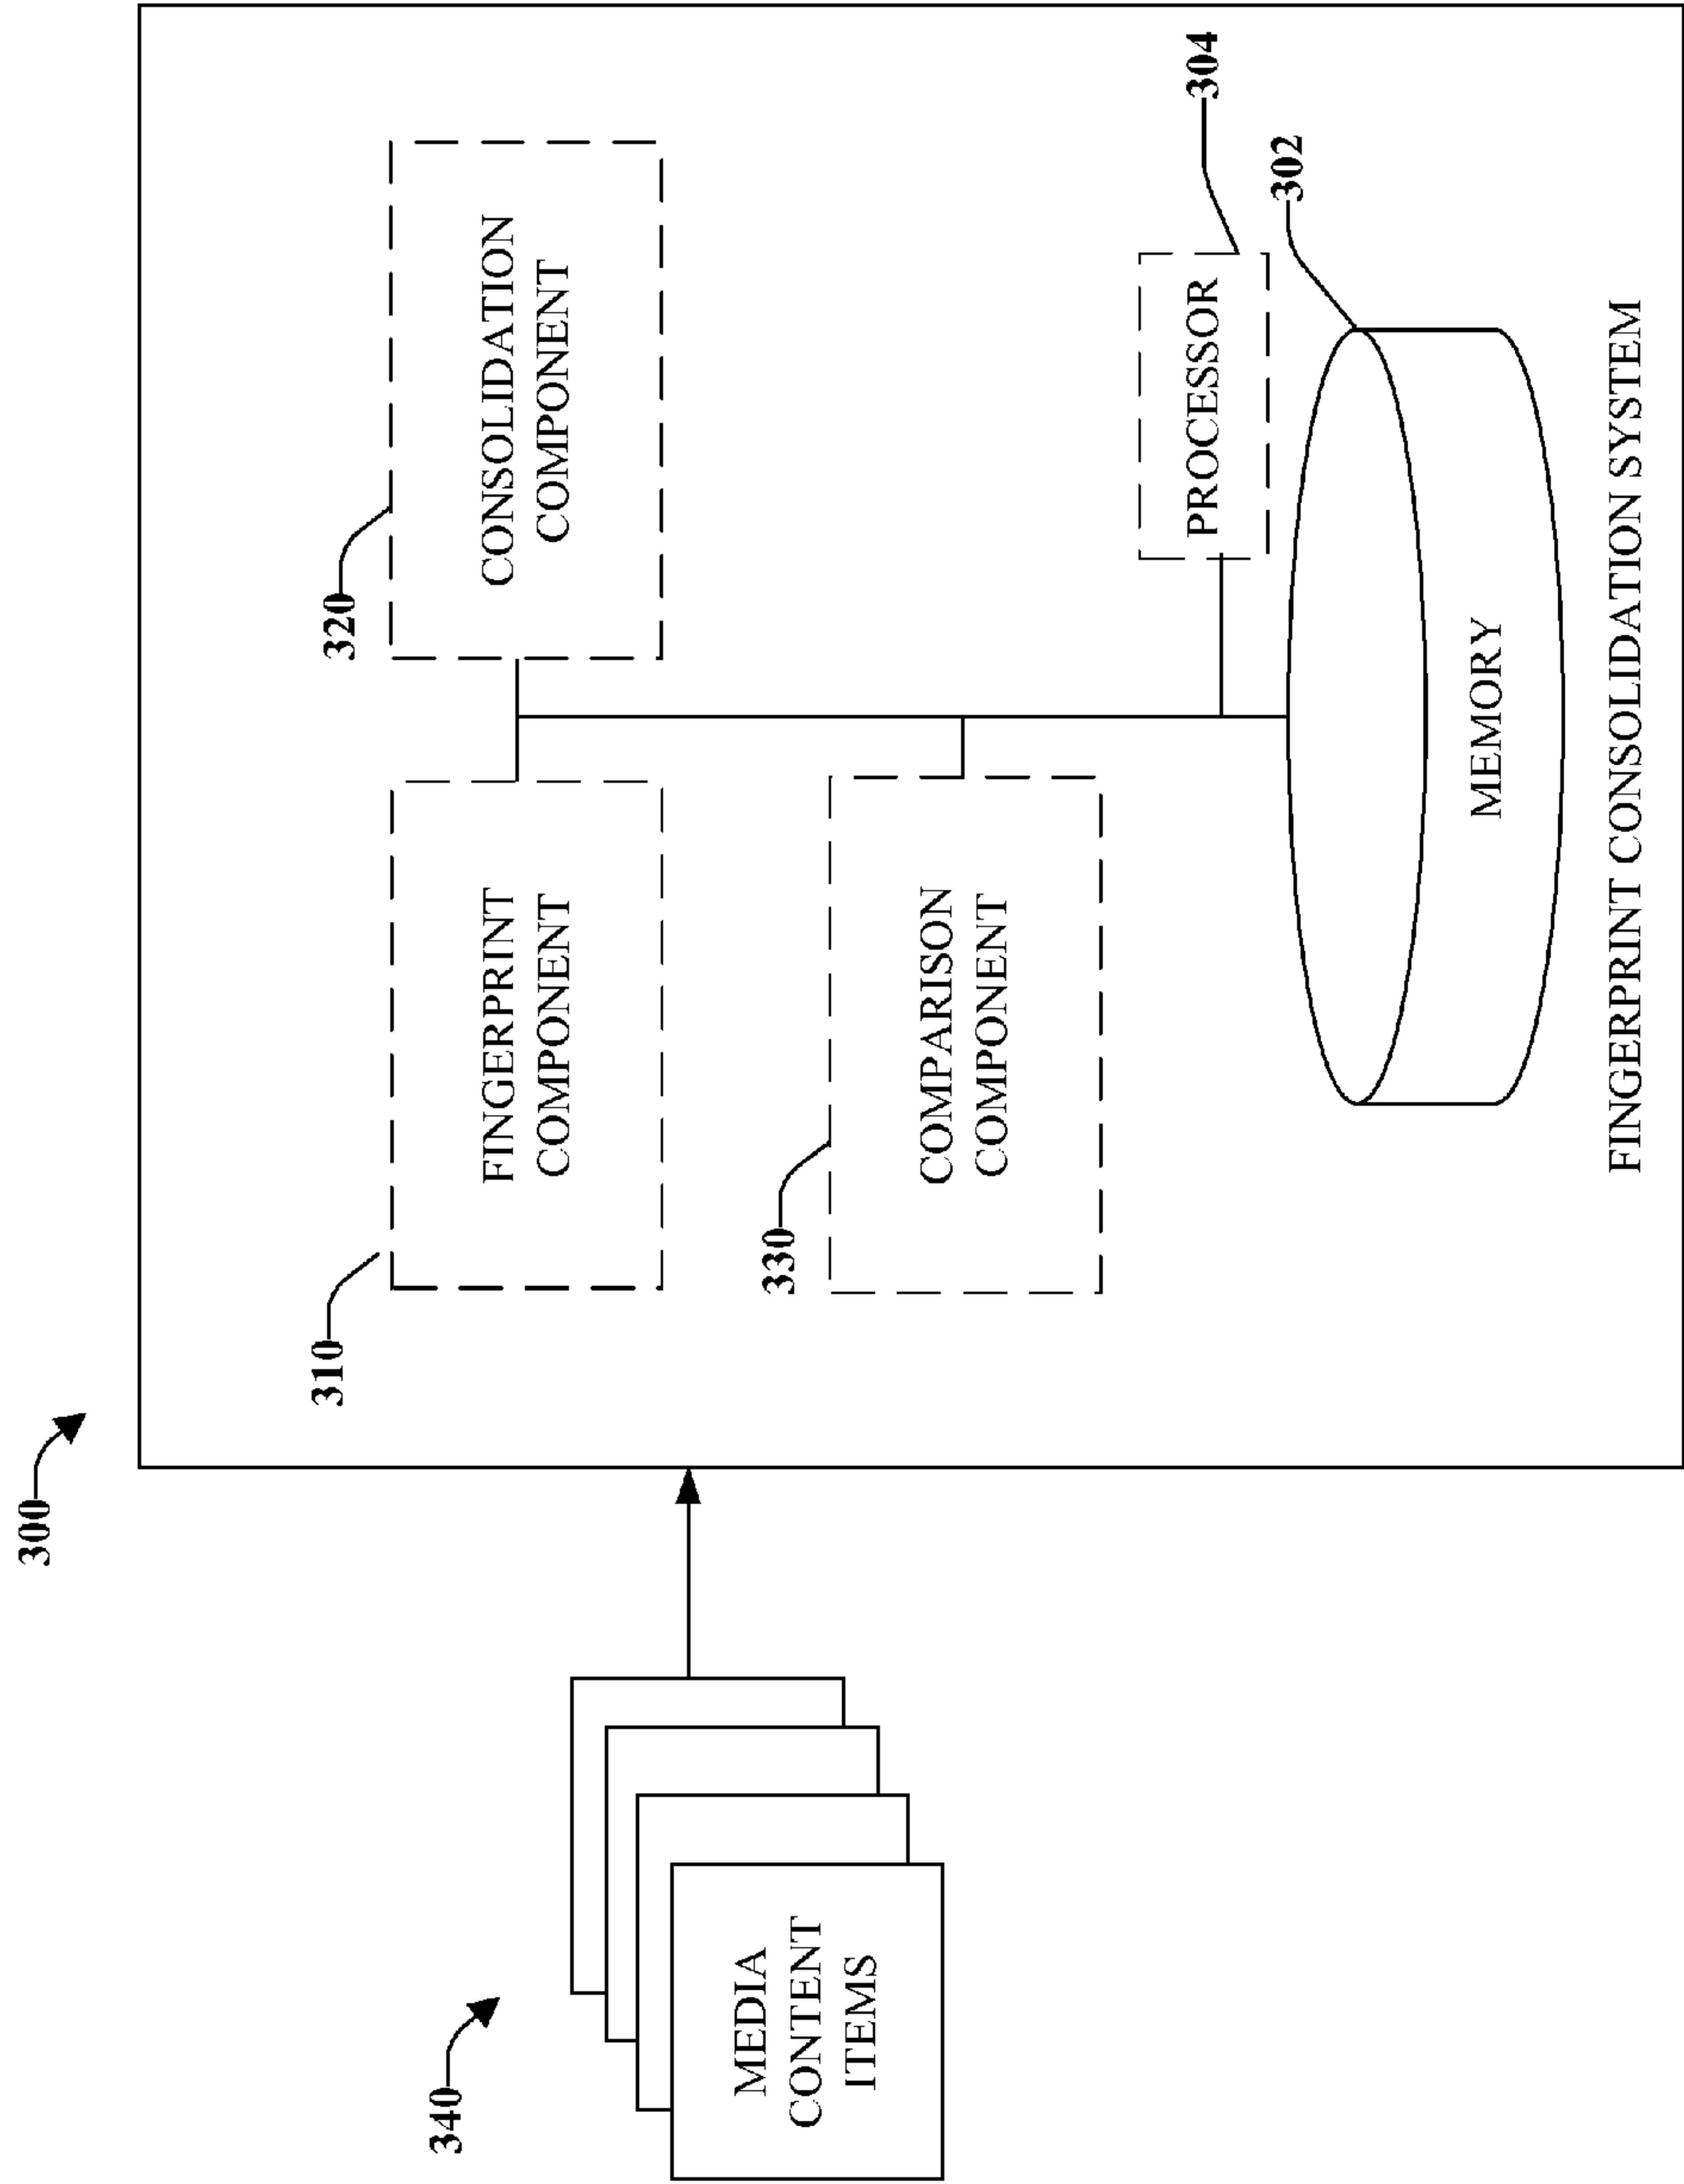 300
310
FINGERPRINT
COMPONENT
320
CONSOLIDATION
COMPONENT
340
MEDIA
CONTENT
ITEMS
330
COMPARISON
COMPONENT
304
PROCESSOR
302
MEMORY
FINGERPRINT CONSOLIDATION SYSTEM